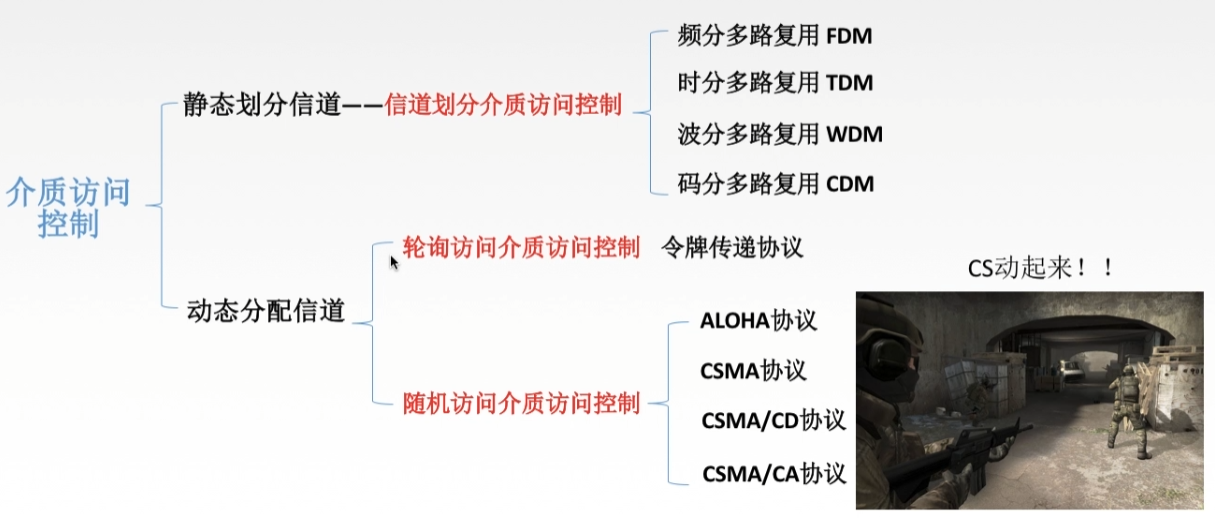 介质访问
控制
静态划分信道——信道划分介质访问控制
频分多路复用 FDM
时分多路复用 TDM
波分多路复用 WDM
码分多路复用 CDM
动态分配信道
轮询访问介质访问控制 令牌传递协议
随机访问介质访问控制
ALOHA协议
CSMA协议
CSMA/CD协议
CSMA/CA协议
CS动起来！！